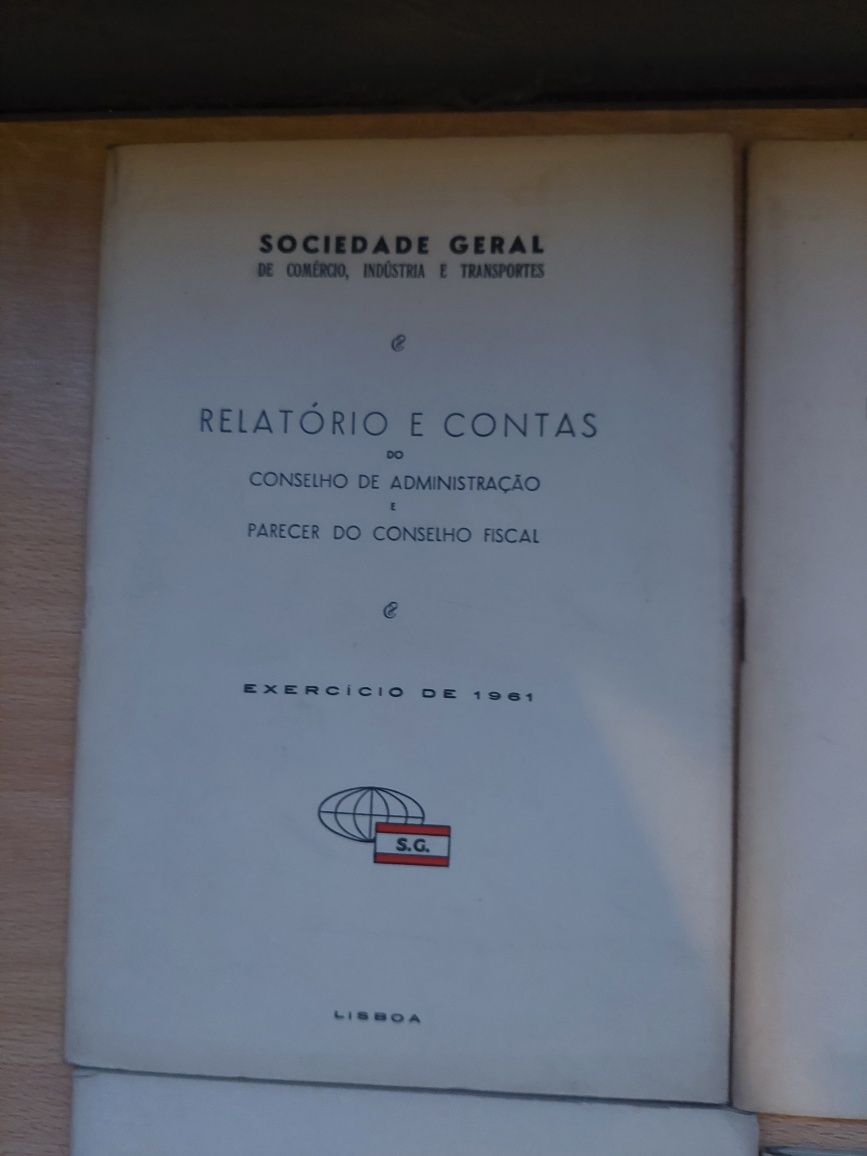 SOCIEDADE GERAL
DE COMÉRCIO, INDÚSTRIA E TRANSPORTES
RELATÓRIO E CONTAS
DO
CONSELHO DE ADMINISTRAÇÃO
E
PARECER DO CONSELHO FISCAL
EXERCÍCIO DE 1961
S.G.
LISBOA